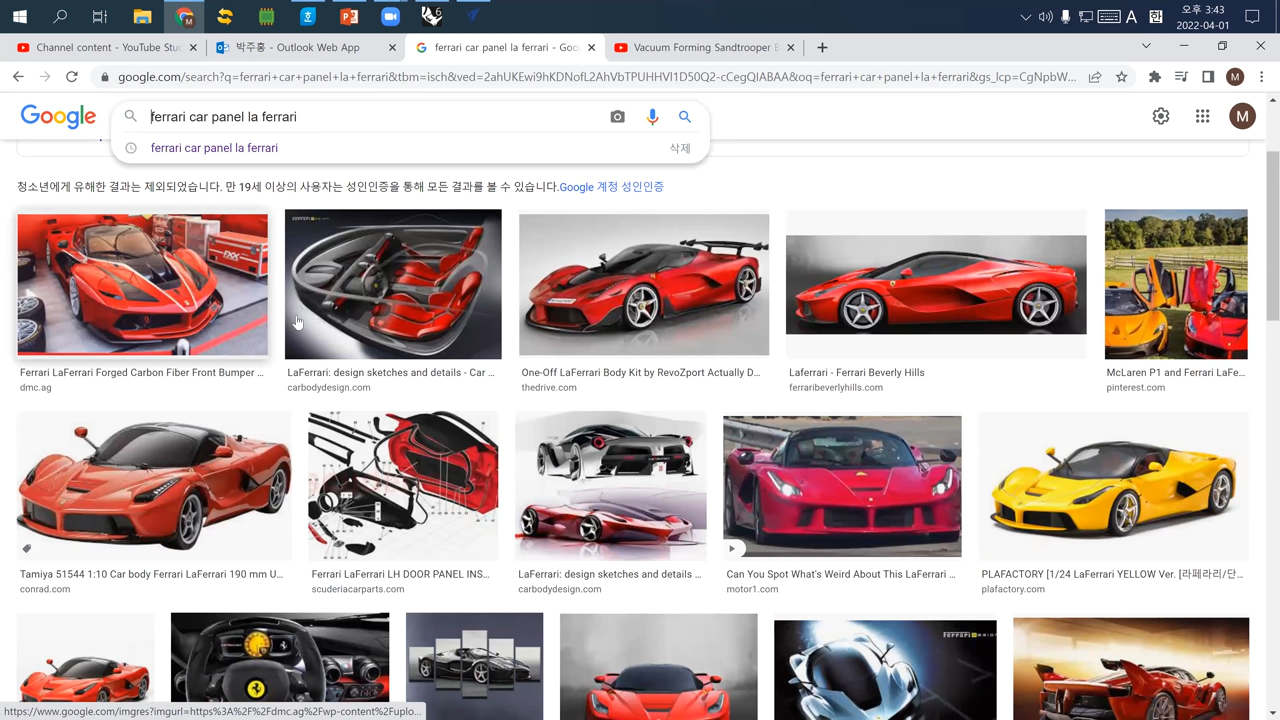 오후 3:43
2022-04-01
6
A
한
Channel content - YouTube Stu
박주홍 - Outlook Web App
ferrari car panel la ferrari - Goo
Vacuum Forming Sandtrooper B
google.com/search?q=ferrari+car+panel+la+ferrari&tbm=isch&ved=2ahUKEwi9hKDNofL2AhVbTPUHHVl1D50Q2-cCegQIABAA&oq=ferrari+car+panel+la+ferrari&gs_lcp=CgNpbW...
M
Google
ferrari car panel la ferrari
M
ferrari car panel la ferrari
삭제
청소년에게 유해한 결과는 제외되었습니다. 만 19세 이상의 사용자는 성인인증을 통해 모든 결과를 볼 수 있습니다.Google 계정 성인인증
FXX
Ferrari LaFerrari Forged Carbon Fiber Front Bumper ...
dmc.ag
LaFerrari: design sketches and details - Car ...
carbodydesign.com
One-Off LaFerrari Body Kit by RevoZport Actually D...
thedrive.com
Laferrari - Ferrari Beverly Hills
ferraribeverlyhills.com
McLaren P1 and Ferrari LaFe...
pinterest.com
Tamiya 51544 1:10 Car body Ferrari LaFerrari 190 mm U...
conrad.com
Ferrari LaFerrari LH DOOR PANEL INS...
scuderiacarparts.com
LaFerrari: design sketches and details ...
carbodydesign.com
Can You Spot What's Weird About This LaFerrari ...
motor1.com
PLAFACTORY [1/24 LaFerrari YELLOW Ver. [라페라리/단...
plafactory.com
https://www.google.com/imgres?imgurl=https%3A%2F%2Fdmc.ag%2Fwp-content%2Fuplo...